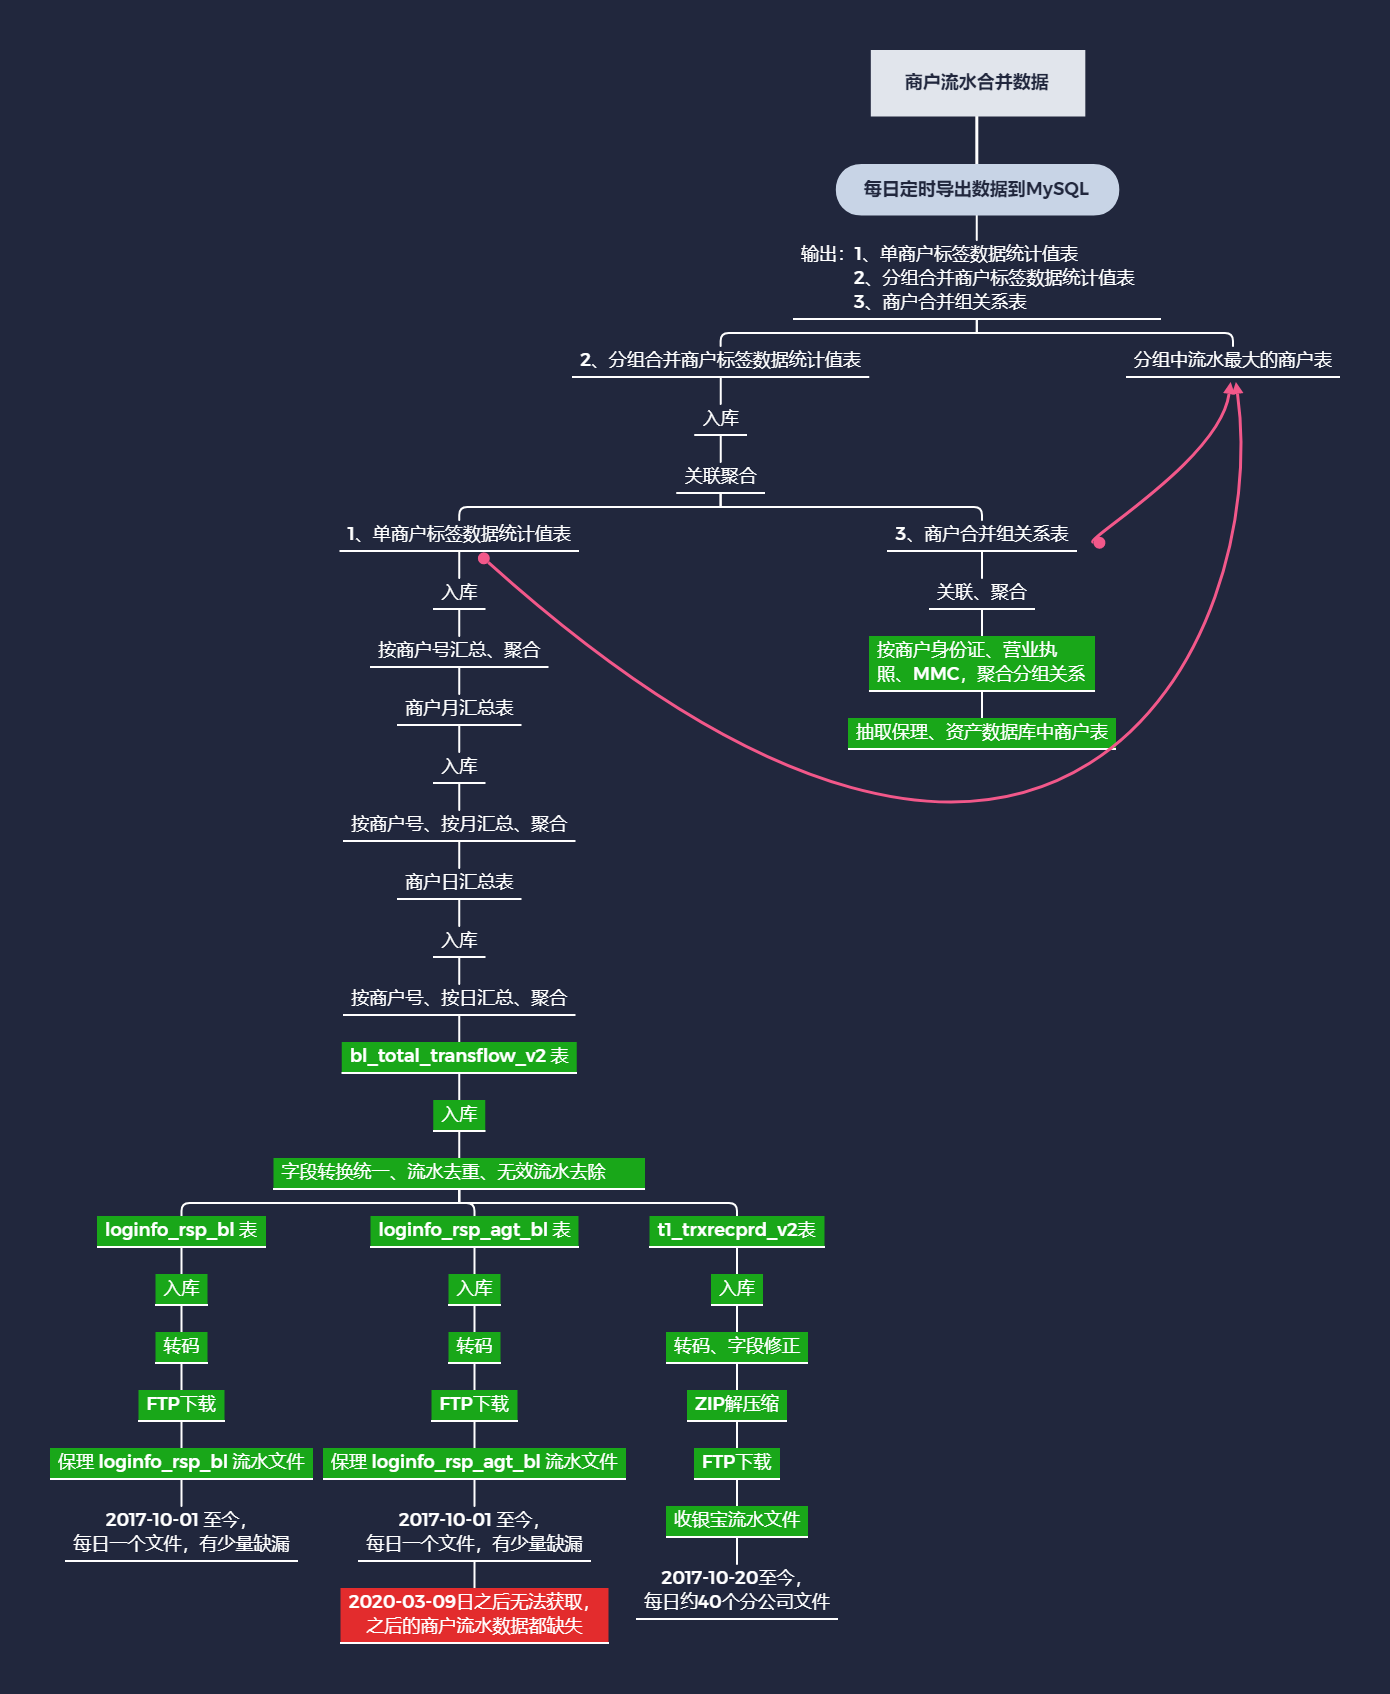 商户流水合并数据
每日定时导出数据到MySQL
输出：1、单商户标签数据统计值表
2、分组合并商户标签数据统计值表
3、商户合并组关系表
2、分组合并商户标签数据统计值表
分组中流水最大的商户表
入库
关联聚合
1、单商户标签数据统计值表
3、商户合并组关系表
入库
关联、聚合
按商户号汇总、聚合
按商户身份证、营业执
照、MMC，聚合分组关系
商户月汇总表
抽取保理、资产数据库中商户表
入库
按商户号、按月汇总、聚合
商户日汇总表
入库
按商户号、按日汇总、聚合
bl_total_transflow_v2 表
入库
字段转换统一、流水去重、无效流水去除
loginfo_rsp_bl 表
loginfo_rsp_agt_bl 表
t1_trxrecprd_v2表
入库
入库
入库
转码
转码
转码、字段修正
FTP下载
FTP下载
ZIP解压缩
保理 loginfo_rsp_bl 流水文件
保理 loginfo_rsp_agt_bl 流水文件
FTP下载
2017-10-01 至今，
每日一个文件，有少量缺漏
2017-10-01 至今，
每日一个文件，有少量缺漏
收银宝流水文件
2020-03-09日之后无法获取，
之后的商户流水数据都缺失
2017-10-20至今，
每日约40个分公司文件